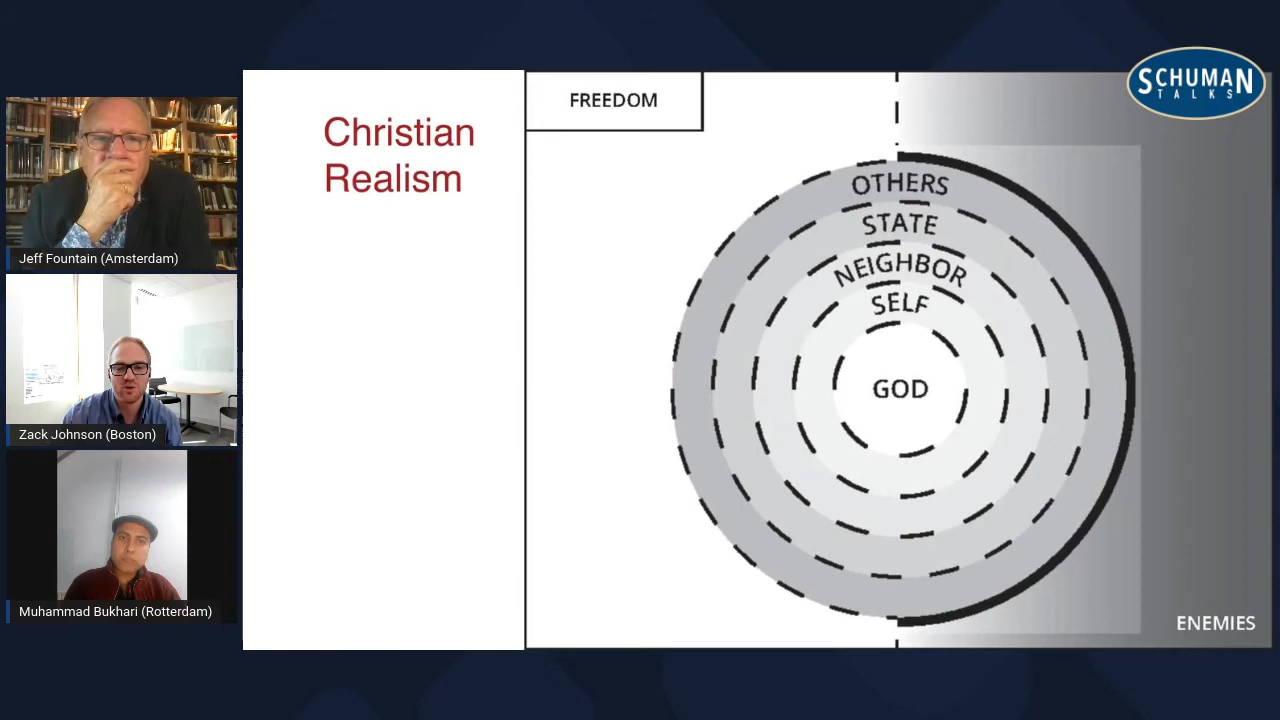 SCHUMAN
TALKS
Christian
Realism
FREEDOM
OTHERS
STATE
NEIGHBOR
SELF
GOD
ENEMIES
Jeff Fountain (Amsterdam)
Zack Johnson (Boston)
Muhammad Bukhari (Rotterdam)